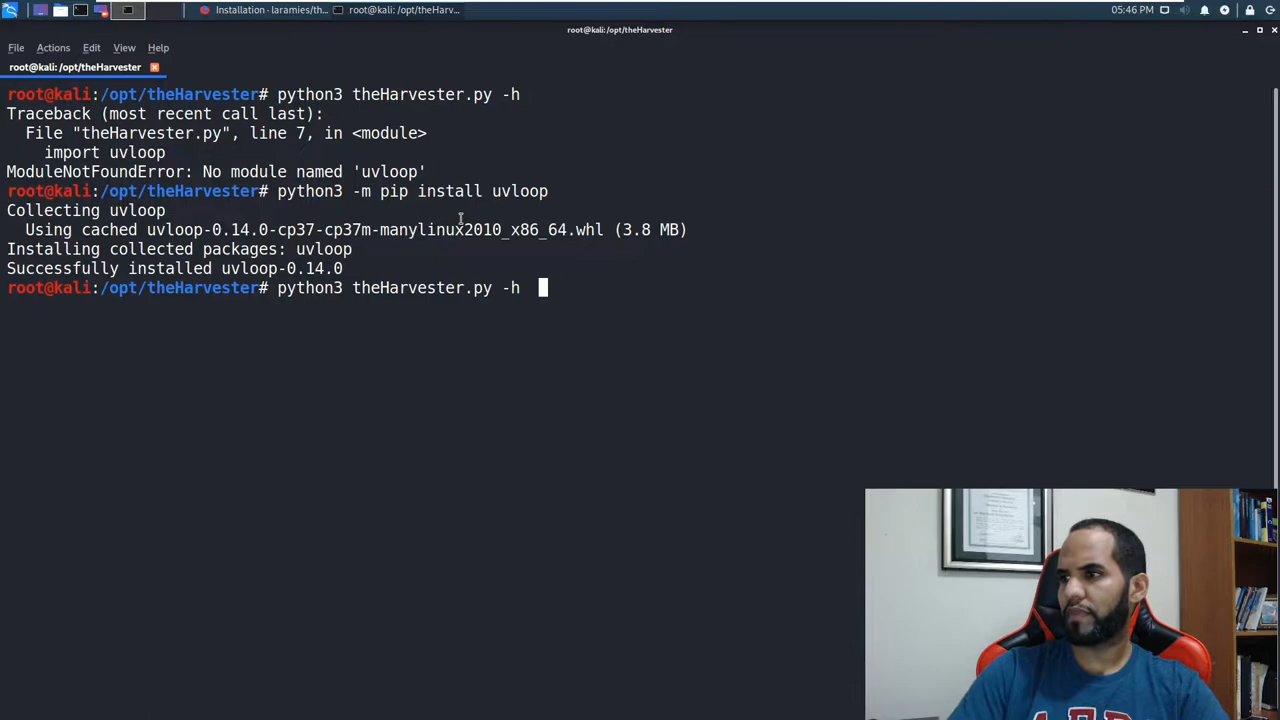 Installation · laramies/th...
root@kali: /opt/theHarv...
05:46 PM
root@kali: /opt/theHarvester
File Actions Edit View Help
root@kali: /opt/theHarvester
root@kali:/opt/theHarvester# python3 theHarvester.py -h
Traceback (most recent call last):
File "theHarvester.py", line 7, in <module>
import uvloop
ModuleNotFoundError: No module named 'uvloop'
root@kali:/opt/theHarvester# python3 -m pip install uvloop
Collecting uvloop
Using cached uvloop-0.14.0-cp37-cp37m-manylinux2010_x86_64.whl (3.8 MB)
Installing collected packages: uvloop
Successfully installed uvloop-0.14.0
root@kali:/opt/theHarvester# python3 theHarvester.py -h